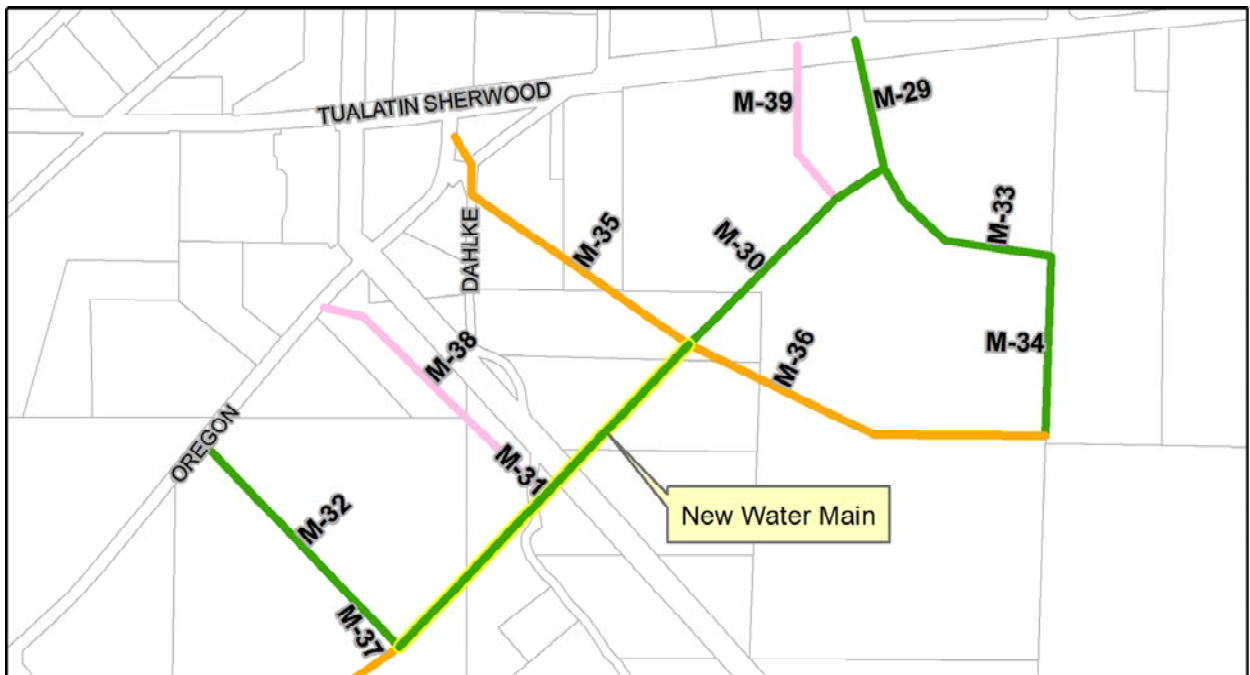 TUALATIN SHERWOOD
M-39
M-29
M-33
DAHLKE
M-35
M-30
M-38
M-36
M-34
OREGON
M-31
M-32
New Water Main
M-37